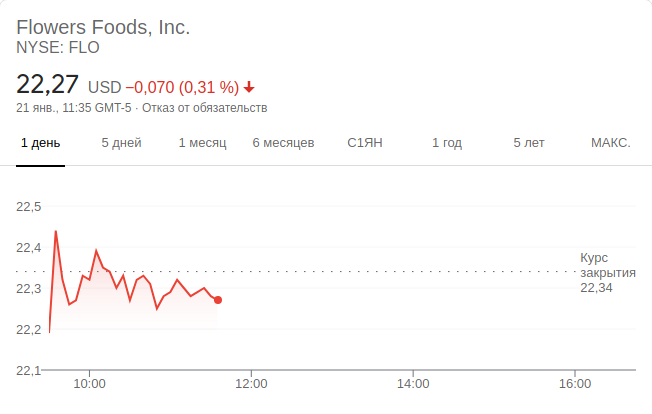 Flowers Foods, Inc.
NYSE: FLO
22,27 USD −0,070 (0,31 %)
21 янв., 11:35 GMT-5 · Отказ от обязательств
1 день 5 дней 1 месяц 6 месяцев С1ЯН 1 год 5 лет МАКС.
22,5
22,4
Курс
закрытия
22,34
22,3
22,2
22,1
10:00 12:00 14:00 16:00